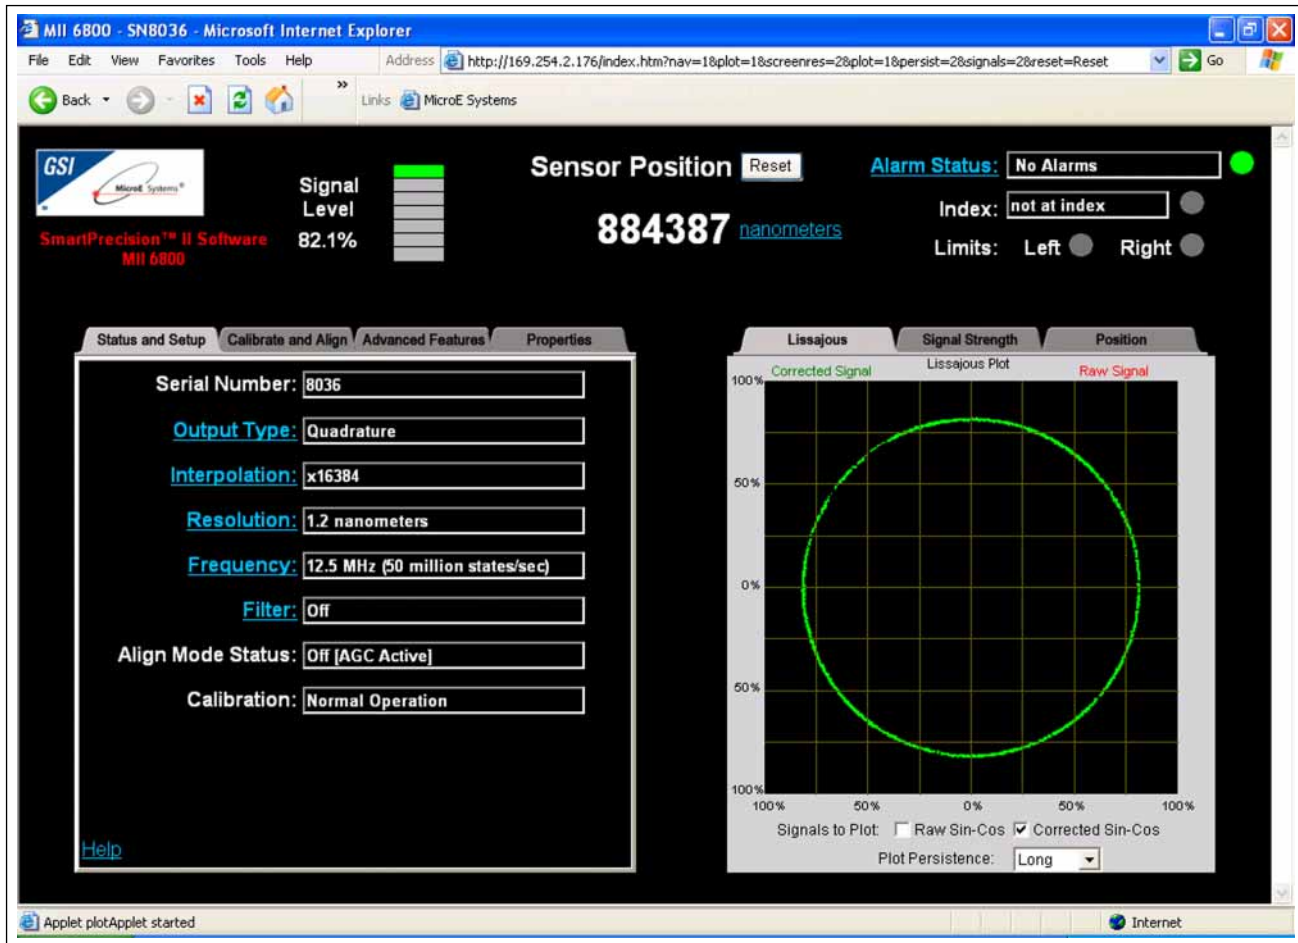 MII 6800 - SN8036 - Microsoft Internet Explorer
File Edit View Favorites Tools Help Address http://169.254.2.176/index.htm?nav=1&plot=1&screenres=2&plot=1&persist=2&signals=2&reset=Reset Go
Back » Links MicroE Systems
GSI
MicroE Systems®
SmartPrecision™ II Software
MII 6800
Signal
Level
82.1%
Sensor Position Reset
884387 nanometers
Alarm Status: No Alarms
Index: not at index
Limits: Left Right
Status and Setup Calibrate and Align Advanced Features Properties
Serial Number: 8036
Output Type: Quadrature
Interpolation: x16384
Resolution: 1.2 nanometers
Frequency: 12.5 MHz (50 million states/sec)
Filter: Off
Align Mode Status: Off [AGC Active]
Calibration: Normal Operation
Help
Lissajous Signal Strength Position
Lissajous Plot
Corrected Signal Raw Signal
100%
50%
0%
50%
100%
100% 50% 0% 50% 100%
Signals to Plot: Raw Sin-Cos Corrected Sin-Cos
Plot Persistence: Long
Applet plotApplet started Internet